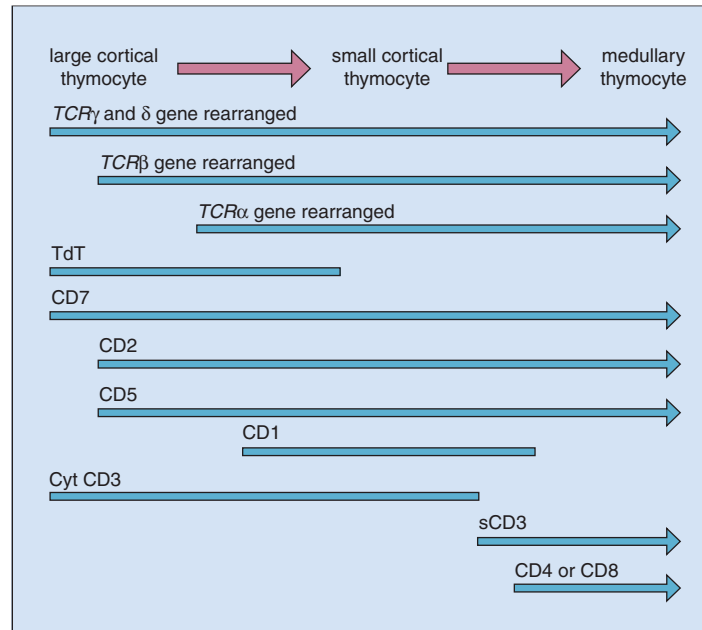 large cortical thymocyte
small cortical thymocyte
medullary thymocyte
TCRγ and δ gene rearranged
TCRβ gene rearranged
TCRα gene rearranged
TdT
CD7
CD2
CD5
CD1
Cyt CD3
sCD3
CD4 or CD8